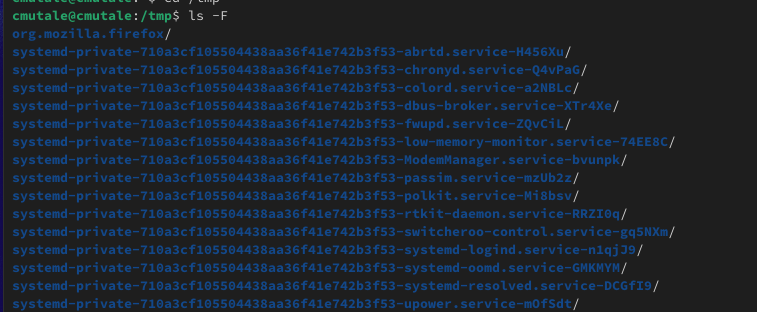 cmutale@cmutale:/tmp$ ls -F
org.mozilla.firefox/
systemd-private-710a3cf105504438aa36f41e742b3f53-abrtd.service-H456Xu/
systemd-private-710a3cf105504438aa36f41e742b3f53-chronyd.service-Q4vPaG/
systemd-private-710a3cf105504438aa36f41e742b3f53-colord.service-a2NBLc/
systemd-private-710a3cf105504438aa36f41e742b3f53-dbus-broker.service-XTr4Xe/
systemd-private-710a3cf105504438aa36f41e742b3f53-fwupd.service-ZQvCiL/
systemd-private-710a3cf105504438aa36f41e742b3f53-low-memory-monitor.service-74EE8C/
systemd-private-710a3cf105504438aa36f41e742b3f53-ModemManager.service-bvunpk/
systemd-private-710a3cf105504438aa36f41e742b3f53-passim.service-mzUb2z/
systemd-private-710a3cf105504438aa36f41e742b3f53-polkit.service-Mi8bsv/
systemd-private-710a3cf105504438aa36f41e742b3f53-rtkit-daemon.service-RRZI0q/
systemd-private-710a3cf105504438aa36f41e742b3f53-switcheroo-control.service-gq5NXm/
systemd-private-710a3cf105504438aa36f41e742b3f53-systemd-logind.service-n1qjJ9/
systemd-private-710a3cf105504438aa36f41e742b3f53-systemd-oomd.service-GMKMYM/
systemd-private-710a3cf105504438aa36f41e742b3f53-systemd-resolved.service-DCGfI9/
systemd-private-710a3cf105504438aa36f41e742b3f53-upower.service-mOfSdt/